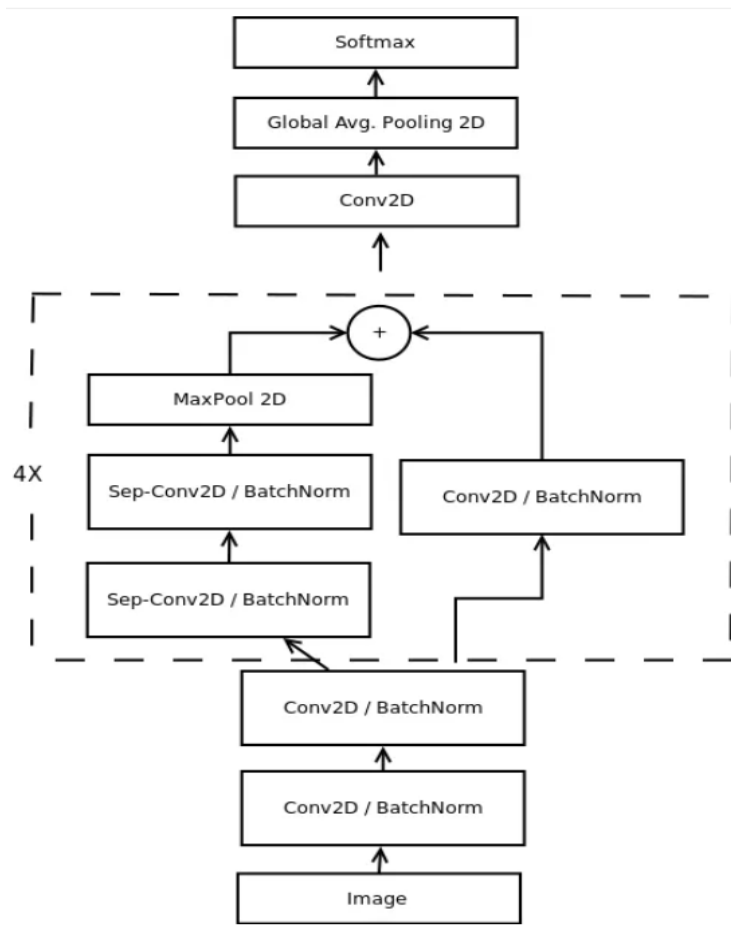 Softmax
Global Avg. Pooling 2D
Conv2D
+
MaxPool 2D
4X
Sep-Conv2D / BatchNorm
Conv2D / BatchNorm
Sep-Conv2D / BatchNorm
Conv2D / BatchNorm
Conv2D / BatchNorm
Image